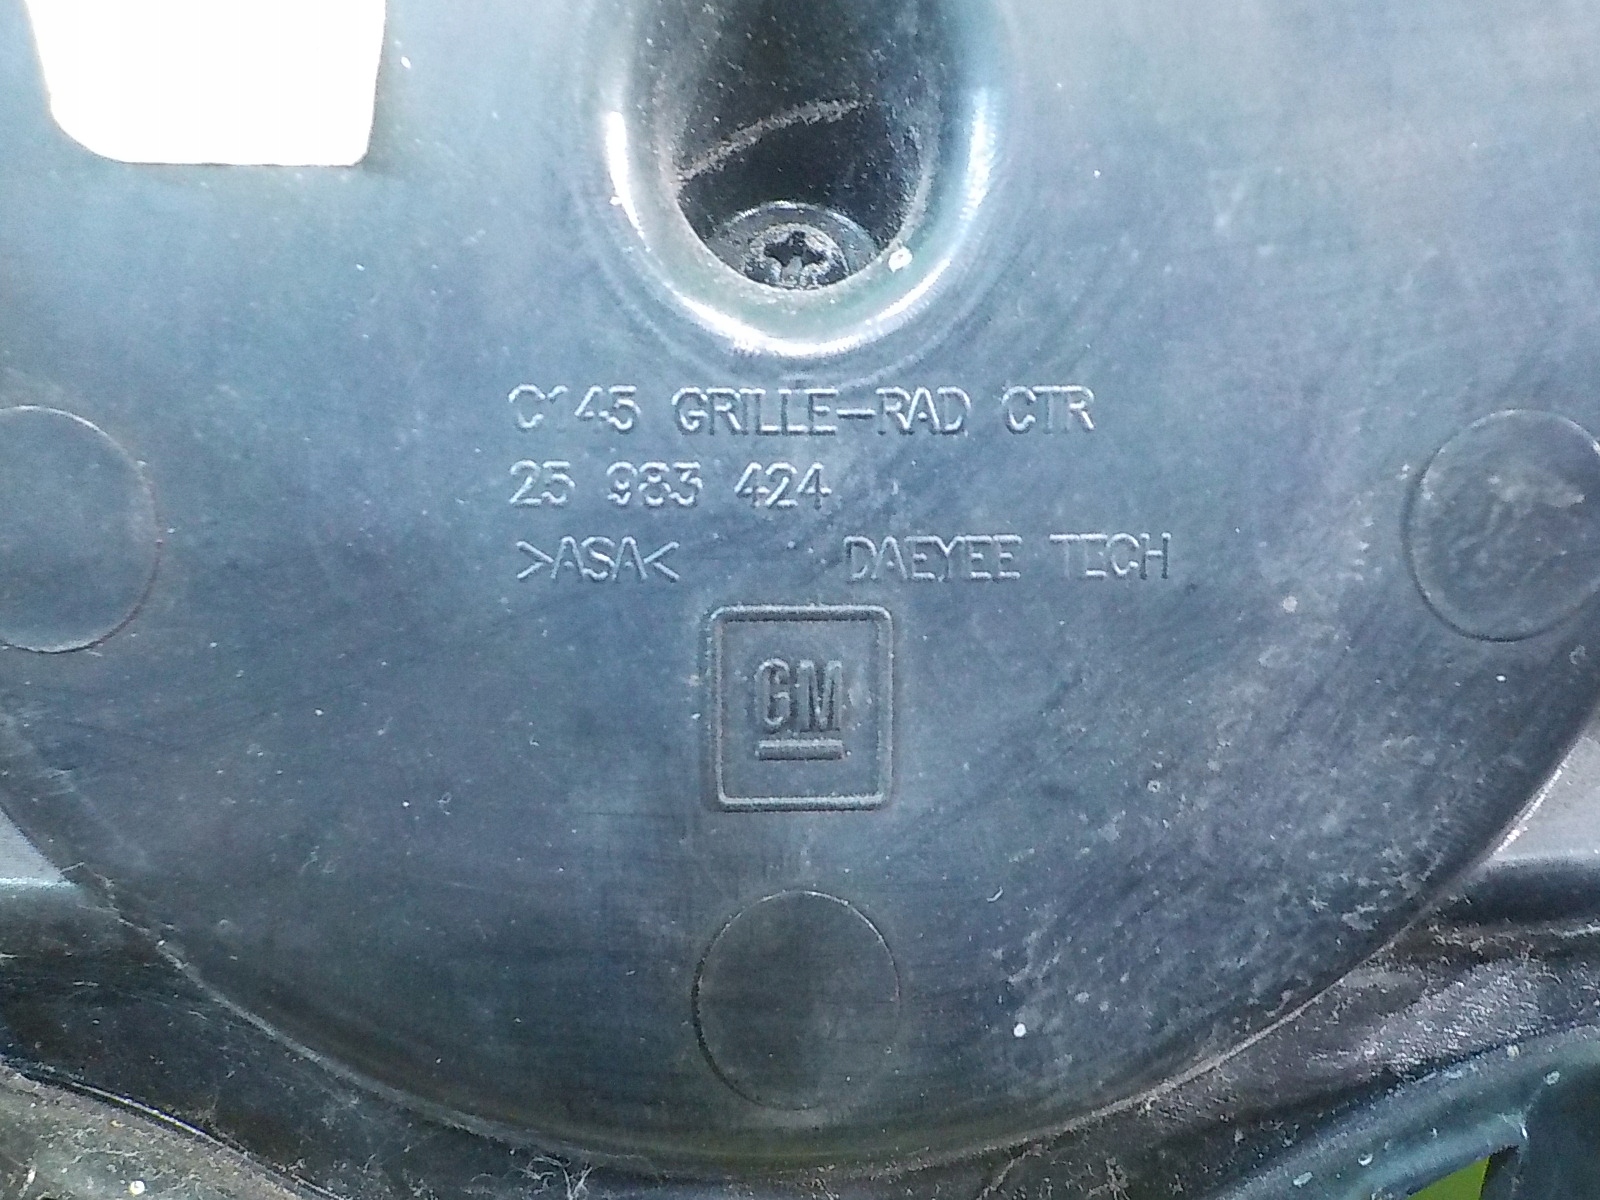 C145 GRILLE-RAD CTR
25 983 424
>ASA< DAEYEE TECH
GM